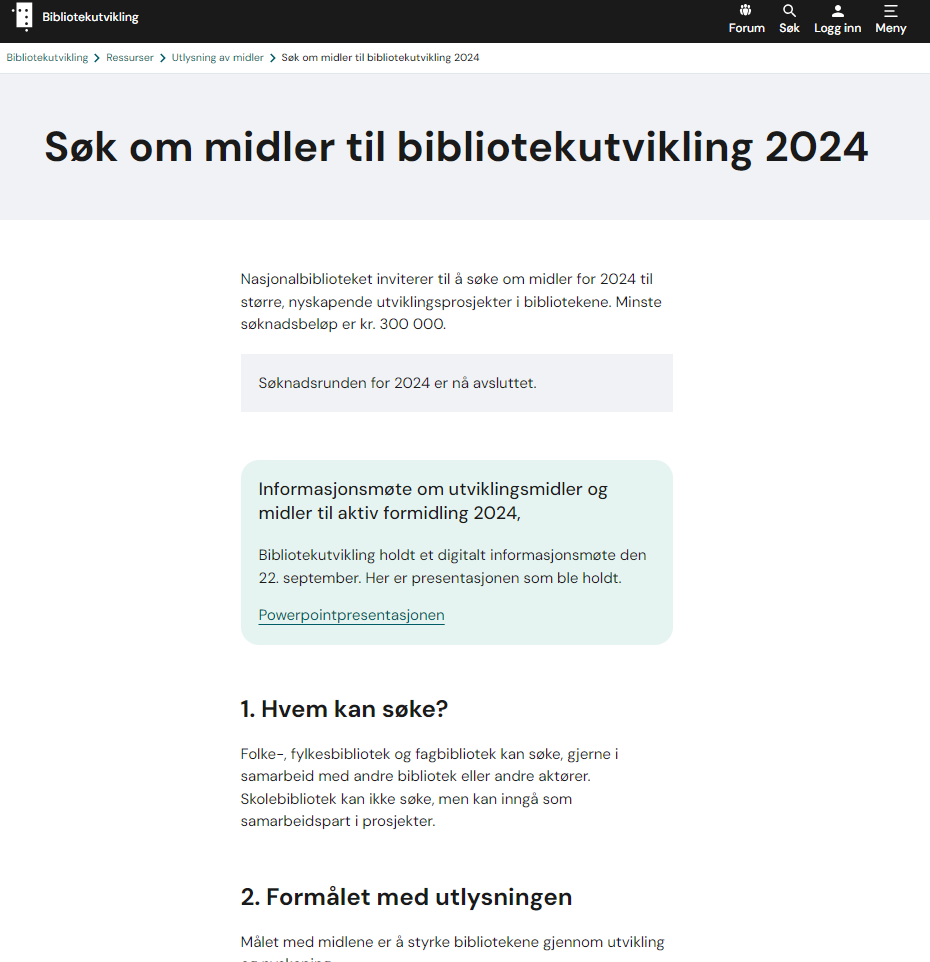 Bibliotekutvikling
Forum Søk Logg inn Meny
Bibliotekutvikling > Ressurser > Utlysning av midler > Søk om midler til bibliotekutvikling 2024
Søk om midler til bibliotekutvikling 2024
Nasjonalbiblioteket inviterer til å søke om midler for 2024 til
større, nyskapende utviklingsprosjekter i bibliotekene. Minste
søknadsbeløp er kr. 300 000.
Søknadsrunden for 2024 er nå avsluttet.
Informasjonsmøte om utviklingsmidler og
midler til aktiv formidling 2024,
Bibliotekutvikling holdt et digitalt informasjonsmøte den
22. september. Her er presentasjonen som ble holdt.
Powerpointpresentasjonen
1. Hvem kan søke?
Folke-, fylkesbibliotek og fagbibliotek kan søke, gjerne i
samarbeid med andre bibliotek eller andre aktører.
Skolebibliotek kan ikke søke, men kan inngå som
samarbeidspart i prosjekter.
2. Formålet med utlysningen
Målet med midlene er å styrke bibliotekene gjennom utvikling